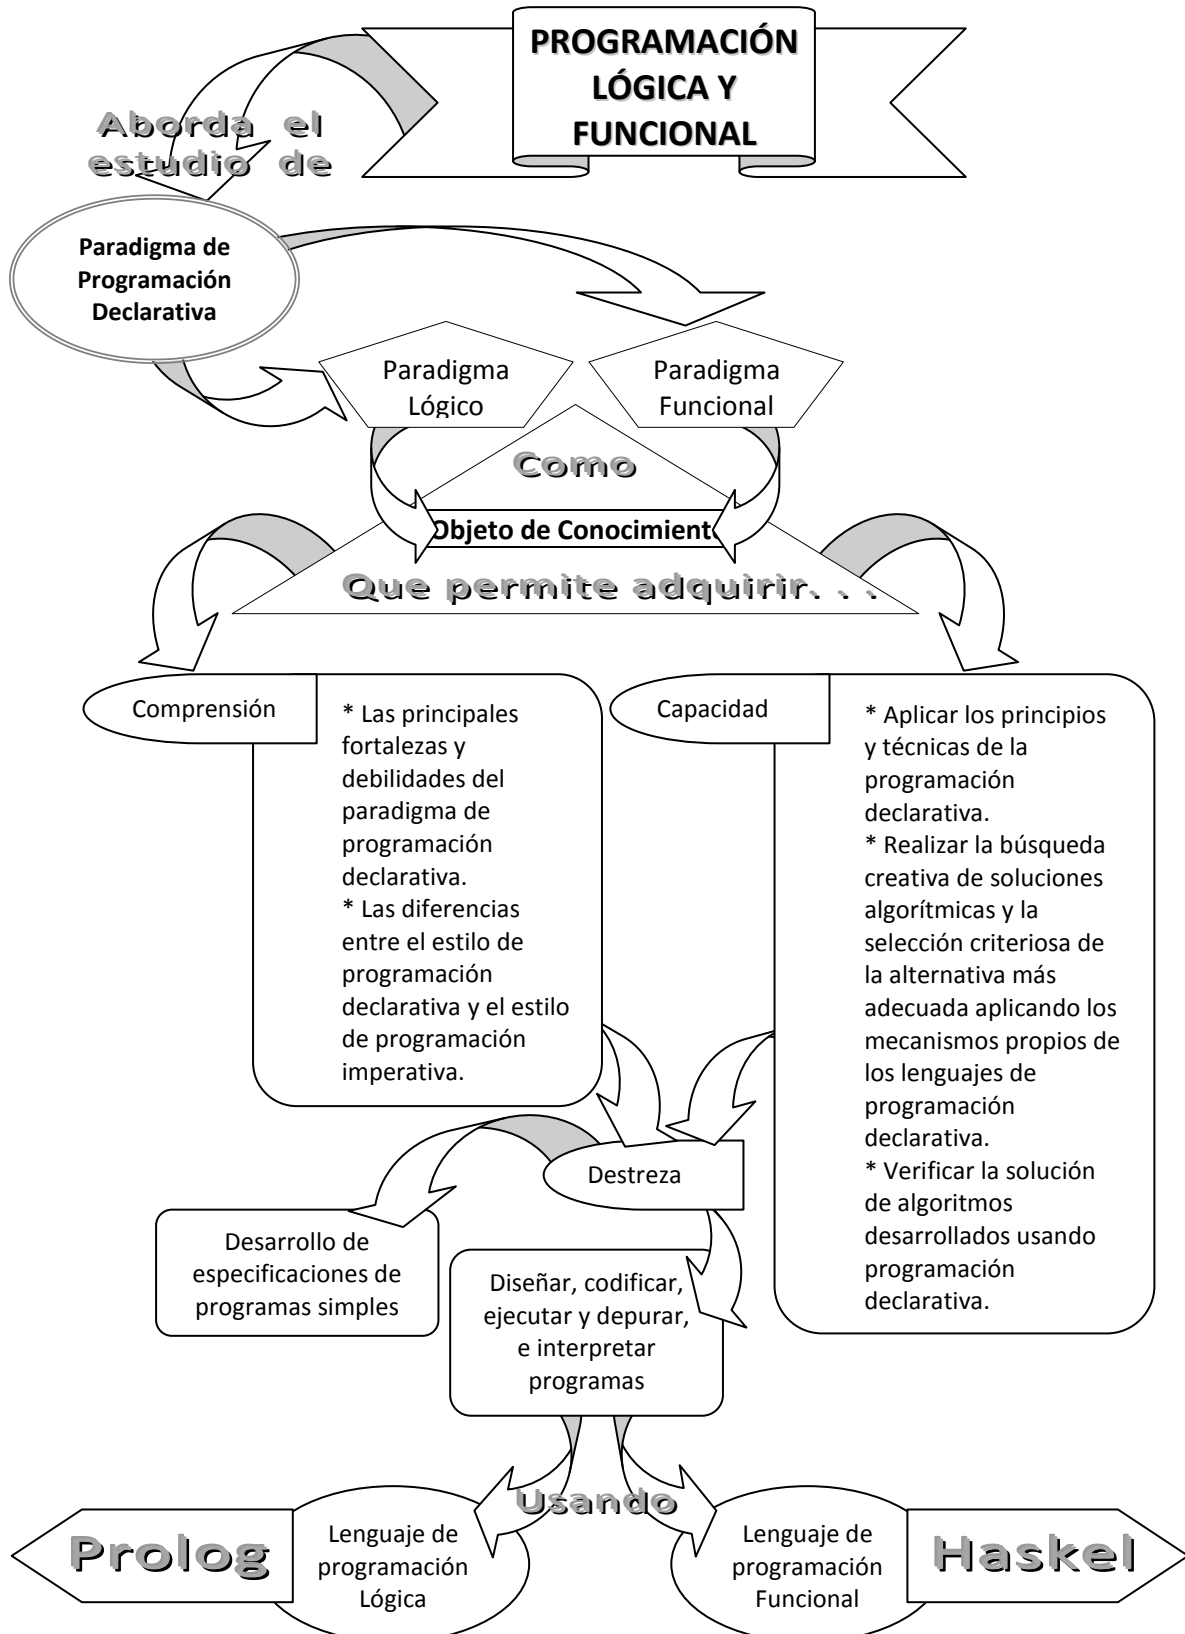 PROGRAMACIÓN
LÓGICA Y
FUNCIONAL
Aborda el
estudio de
Paradigma de
Programación
Declarativa
Paradigma
Lógico
Paradigma
Funcional
Como
Objeto de Conocimient
Que permite adquirir. . .
Comprensión
* Las principales
fortalezas y
debilidades del
paradigma de
programación
declarativa.
* Las diferencias
entre el estilo de
programación
declarativa y el estilo
de programación
imperativa.
Capacidad
* Aplicar los principios
y técnicas de la
programación
declarativa.
* Realizar la búsqueda
creativa de soluciones
algorítmicas y la
selección criteriosa de
la alternativa más
adecuada aplicando los
mecanismos propios de
los lenguajes de
programación
declarativa.
* Verificar la solución
de algoritmos
desarrollados usando
programación
declarativa.
Destreza
Desarrollo de
especificaciones de
programas simples
Diseñar, codificar,
ejecutar y depurar,
e interpretar
programas
Usando
Prolog
Lenguaje de
programación
Lógica
Lenguaje de
programación
Funcional
Haskel